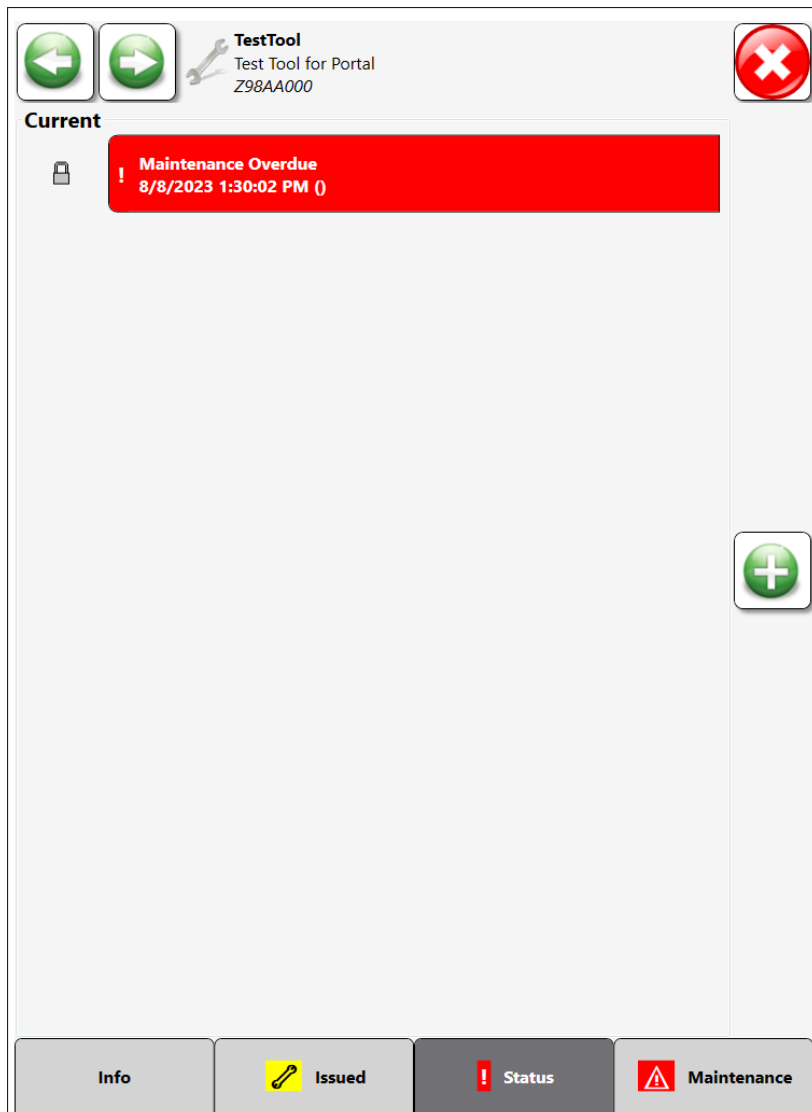 TestTool
Test Tool for Portal
Z98AA000
Current
! Maintenance Overdue
8/8/2023 1:30:02 PM ()
Info
Issued
! Status
Maintenance